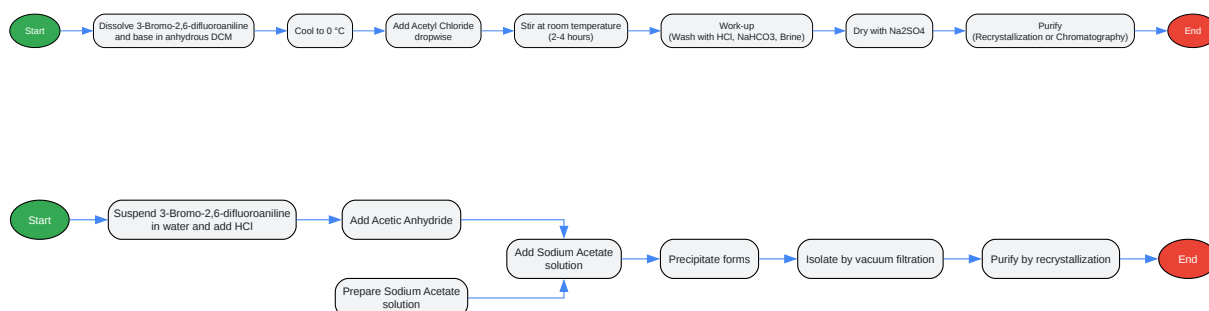 Start
Dissolve 3-Bromo-2,6-difluoroaniline
and base in anhydrous DCM
Cool to 0 °C
Add Acetyl Chloride
dropwise
Stir at room temperature
(2-4 hours)
Work-up
(Wash with HCl, NaHCO3, Brine)
Dry with Na2SO4
Purify
(Recrystallization or Chromatography)
End
Start
Suspend 3-Bromo-2,6-difluoroaniline
in water and add HCl
Add Acetic Anhydride
Prepare Sodium Acetate
solution
Add Sodium Acetate
solution
Precipitate forms
Isolate by vacuum filtration
Purify by recrystallization
End